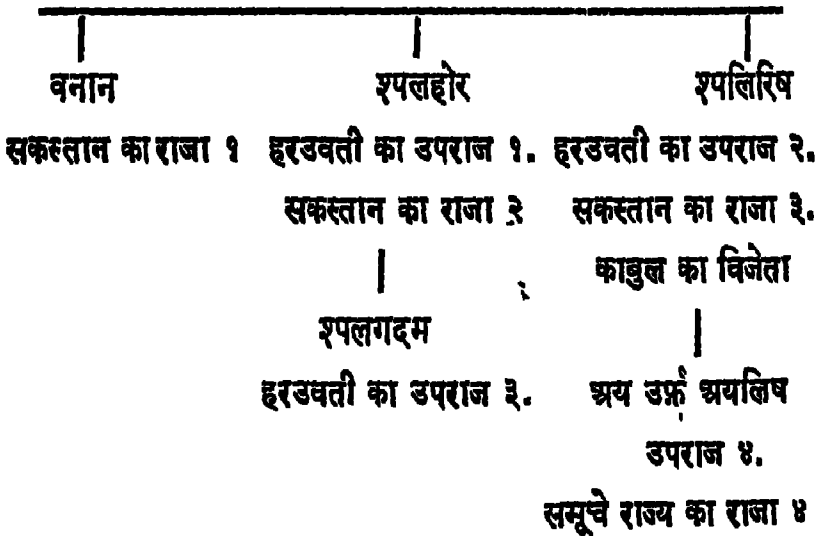 वनान श्पलहोर श्पलिरिष
सकस्तान का राजा १ हरउवती का उपराज १. हरउवती का उपराज २.
सकस्तान का राजा २ सकस्तान का राजा ३.
काबुल का विजेता
श्पलगदम
हरउवती का उपराज ३. अय उर्फ़ अयलिष
उपराज ४.
समूचे राज्य का राजा ४